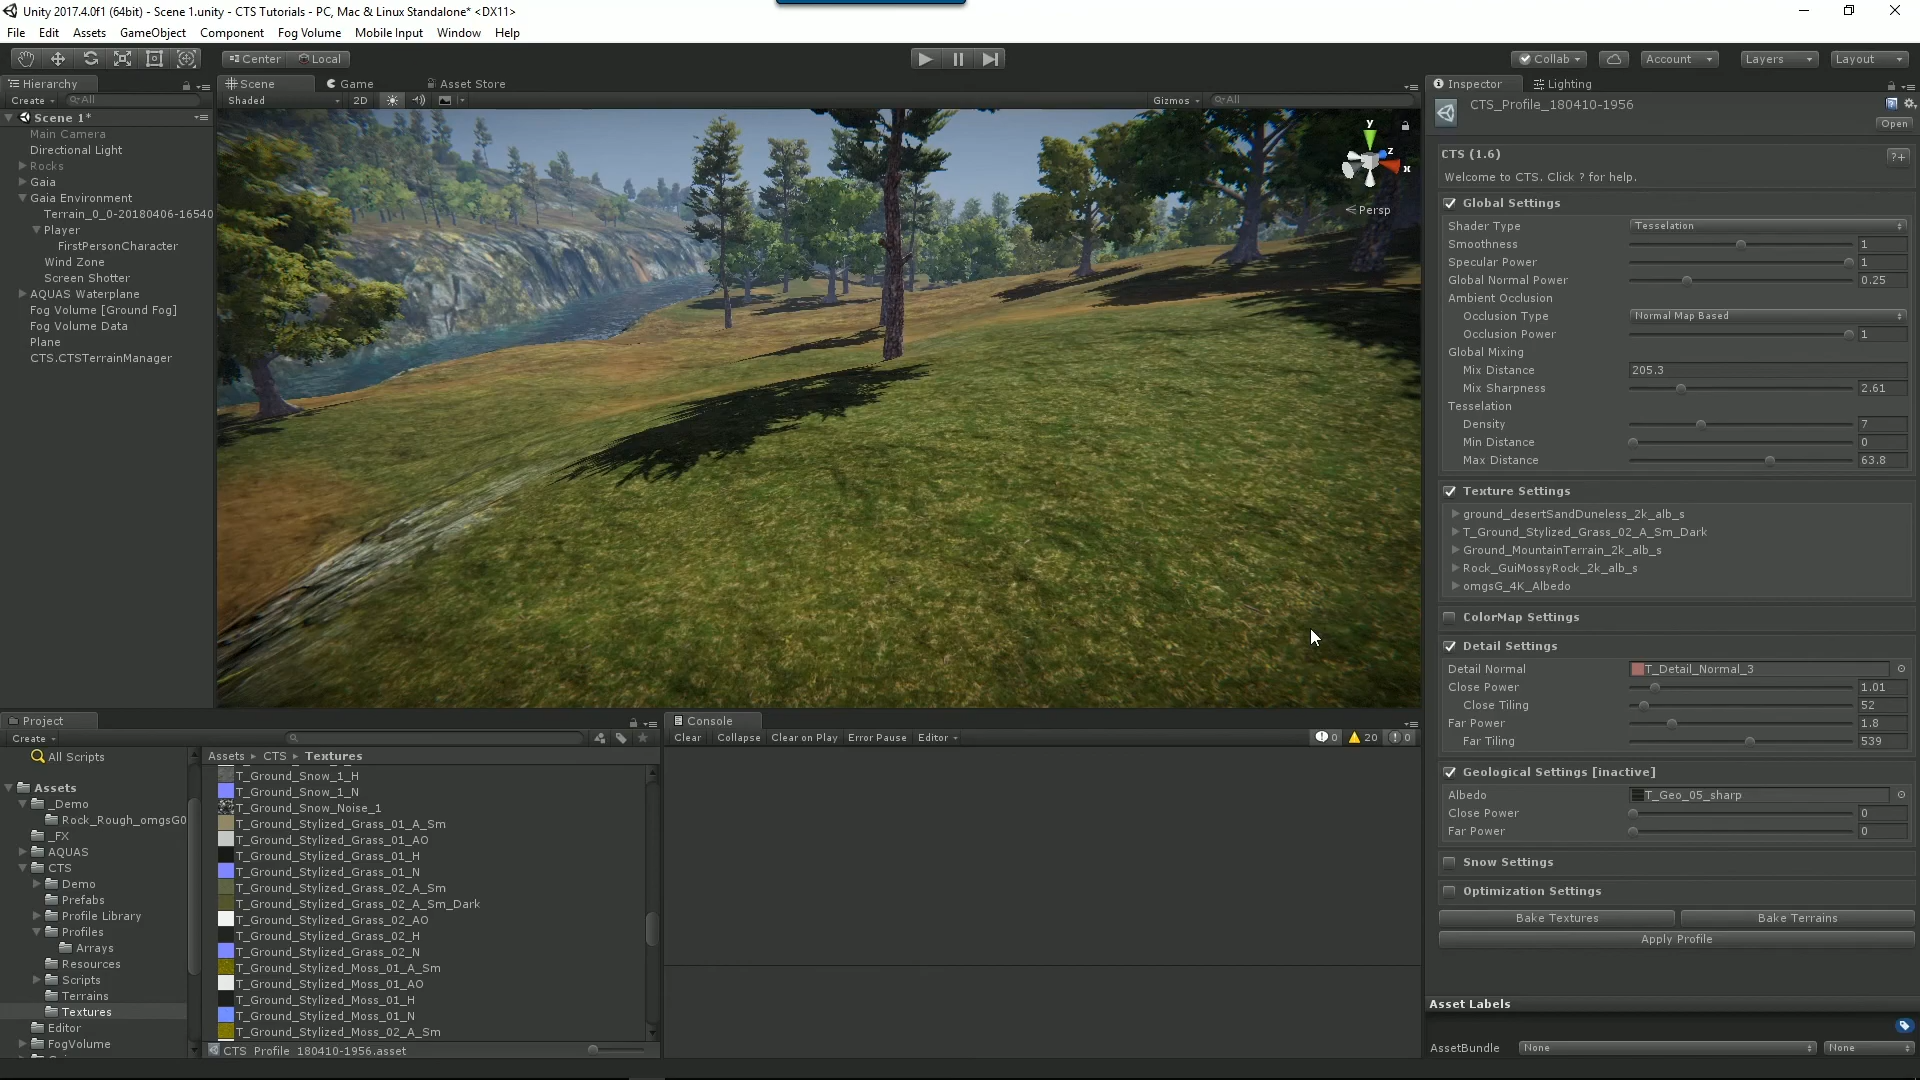 Unity 2017.4.0f1 (64bit) - Scene 1.unity - CTS Tutorials - PC, Mac & Linux Standalone* <DX11>
File Edit Assets GameObject Component Fog Volume Mobile Input Window Help
Center Local
Collab Account Layers Layout
Hierarchy
Create All
Scene 1*
Main Camera
Directional Light
Rocks
Gaia
Gaia Environment
Terrain_0_0-20180406-16540
Player
FirstPersonCharacter
Wind Zone
Screen Shotter
AQUAS Waterplane
Fog Volume [Ground Fog]
Fog Volume Data
Plane
CTS.CTSTerrainManager
Scene Game Asset Store
Shaded 2D Gizmos All
y
z
x
Persp
Inspector Lighting
CTS_Profile_180410-1956
Open
CTS (1.6)
?+
Welcome to CTS. Click ? for help.
Global Settings
Shader Type Tesselation
Smoothness 1
Specular Power 1
Global Normal Power 0.25
Ambient Occlusion
Occlusion Type Normal Map Based
Occlusion Power 1
Global Mixing
Mix Distance 205.3
Mix Sharpness 2.61
Tesselation
Density 7
Min Distance 0
Max Distance 63.8
Texture Settings
ground_desertSandDuneless_2k_alb_s
T_Ground_Stylized_Grass_02_A_Sm_Dark
Ground_MountainTerrain_2k_alb_s
Rock_GuiMossyRock_2k_alb_s
omgsG_4K_Albedo
ColorMap Settings
Detail Settings
Detail Normal T_Detail_Normal_3
Close Power 1.01
Close Tiling 52
Far Power 1.8
Far Tiling 539
Geological Settings [inactive]
Albedo T_Geo_05_sharp
Close Power 0
Far Power 0
Snow Settings
Optimization Settings
Bake Textures Bake Terrains
Apply Profile
Asset Labels
AssetBundle None None
Project
Create
All Scripts
Assets
_Demo
Rock_Rough_omgsG0
_FX
AQUAS
CTS
Demo
Prefabs
Profile Library
Profiles
Arrays
Resources
Scripts
Terrains
Textures
Editor
FogVolume
Assets CTS Textures
T_Ground_Snow_1_H
T_Ground_Snow_1_N
T_Ground_Snow_Noise_1
T_Ground_Stylized_Grass_01_A_Sm
T_Ground_Stylized_Grass_01_AO
T_Ground_Stylized_Grass_01_H
T_Ground_Stylized_Grass_01_N
T_Ground_Stylized_Grass_02_A_Sm
T_Ground_Stylized_Grass_02_A_Sm_Dark
T_Ground_Stylized_Grass_02_AO
T_Ground_Stylized_Grass_02_H
T_Ground_Stylized_Grass_02_N
T_Ground_Stylized_Moss_01_A_Sm
T_Ground_Stylized_Moss_01_AO
T_Ground_Stylized_Moss_01_H
T_Ground_Stylized_Moss_01_N
T_Ground_Stylized_Moss_02_A_Sm
CTS_Profile_180410-1956.asset
Console
Clear Collapse Clear on Play Error Pause Editor 0 20 0